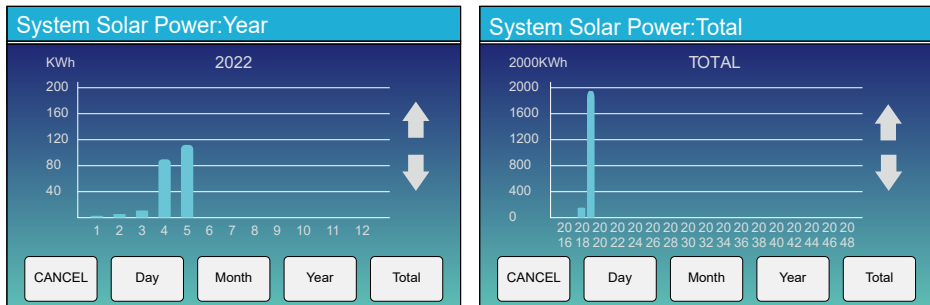 System Solar Power:Year
KWh 2022
200
160
120
80
40
1 2 3 4 5 6 7 8 9 10 11 12
CANCEL Day Month Year Total
System Solar Power:Total
2000KWh TOTAL
2000
1600
1200
800
400
0
20 20 20 20 20 20 20 20 20 20 20 20 20 20 20 20 20
16 18 20 22 24 26 28 30 32 34 36 38 40 42 44 46 48
CANCEL Day Month Year Total